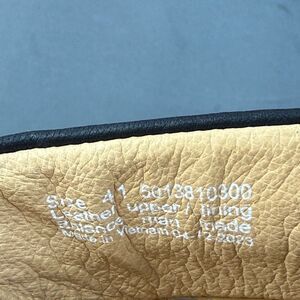 Size 41 5013810300
Leather upper / lining
Balance man made
Made in Vietnam 04-12-2023